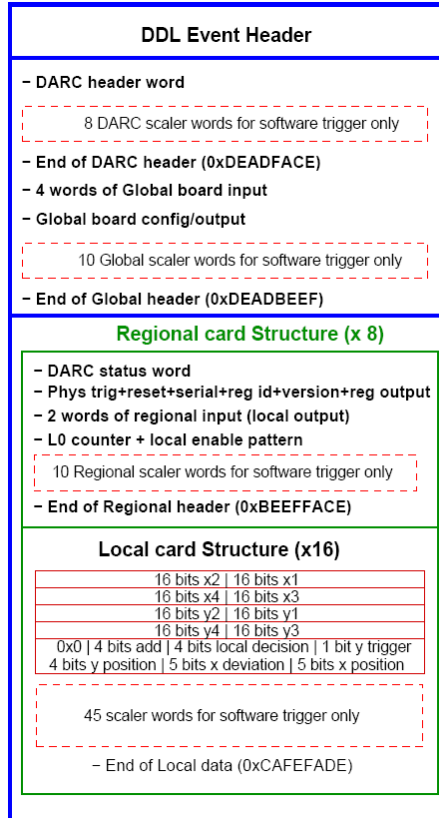 DDL Event Header
− DARC header word
8 DARC scaler words for software trigger only
− End of DARC header (0xDEADFACE)
− 4 words of Global board input
− Global board config/output
10 Global scaler words for software trigger only
− End of Global header (0xDEADBEEF)
Regional card Structure (x 8)
− DARC status word
− Phys trig+reset+serial+reg id+version+reg output
− 2 words of regional input (local output)
− L0 counter + local enable pattern
10 Regional scaler words for software trigger only
− End of Regional header (0xBEEFFACE)
Local card Structure (x16)
16 bits x2 | 16 bits x1
16 bits x4 | 16 bits x3
16 bits y2 | 16 bits y1
16 bits y4 | 16 bits y3
0x0 | 4 bits add | 4 bits local decision | 1 bit y trigger
4 bits y position | 5 bits x deviation | 5 bits x position
45 scaler words for software trigger only
− End of Local data (0xCAFEFADE)